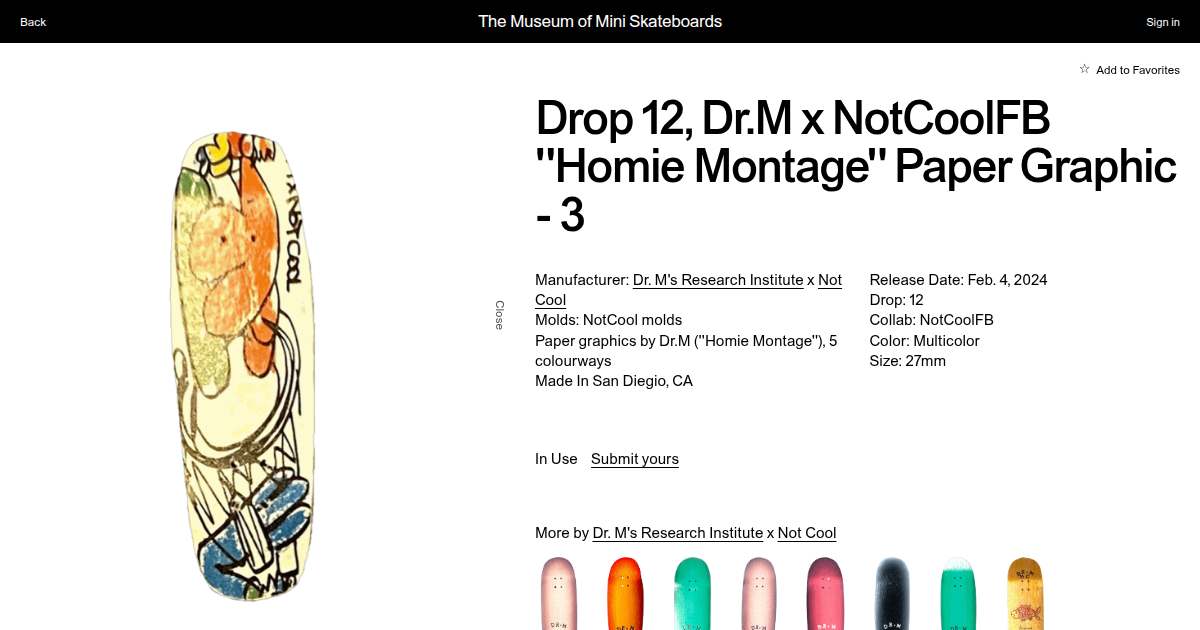 Back
The Museum of Mini Skateboards
Sign in
☆ Add to Favorites
Drop 12, Dr.M x NotCoolFB
"Homie Montage" Paper Graphic
- 3
Manufacturer: Dr. M's Research Institute x Not
Cool
Molds: NotCool molds
Paper graphics by Dr.M ("Homie Montage"), 5
colourways
Made In San Diegio, CA
Release Date: Feb. 4, 2024
Drop: 12
Collab: NotCoolFB
Color: Multicolor
Size: 27mm
Close
In Use Submit yours
More by Dr. M's Research Institute x Not Cool